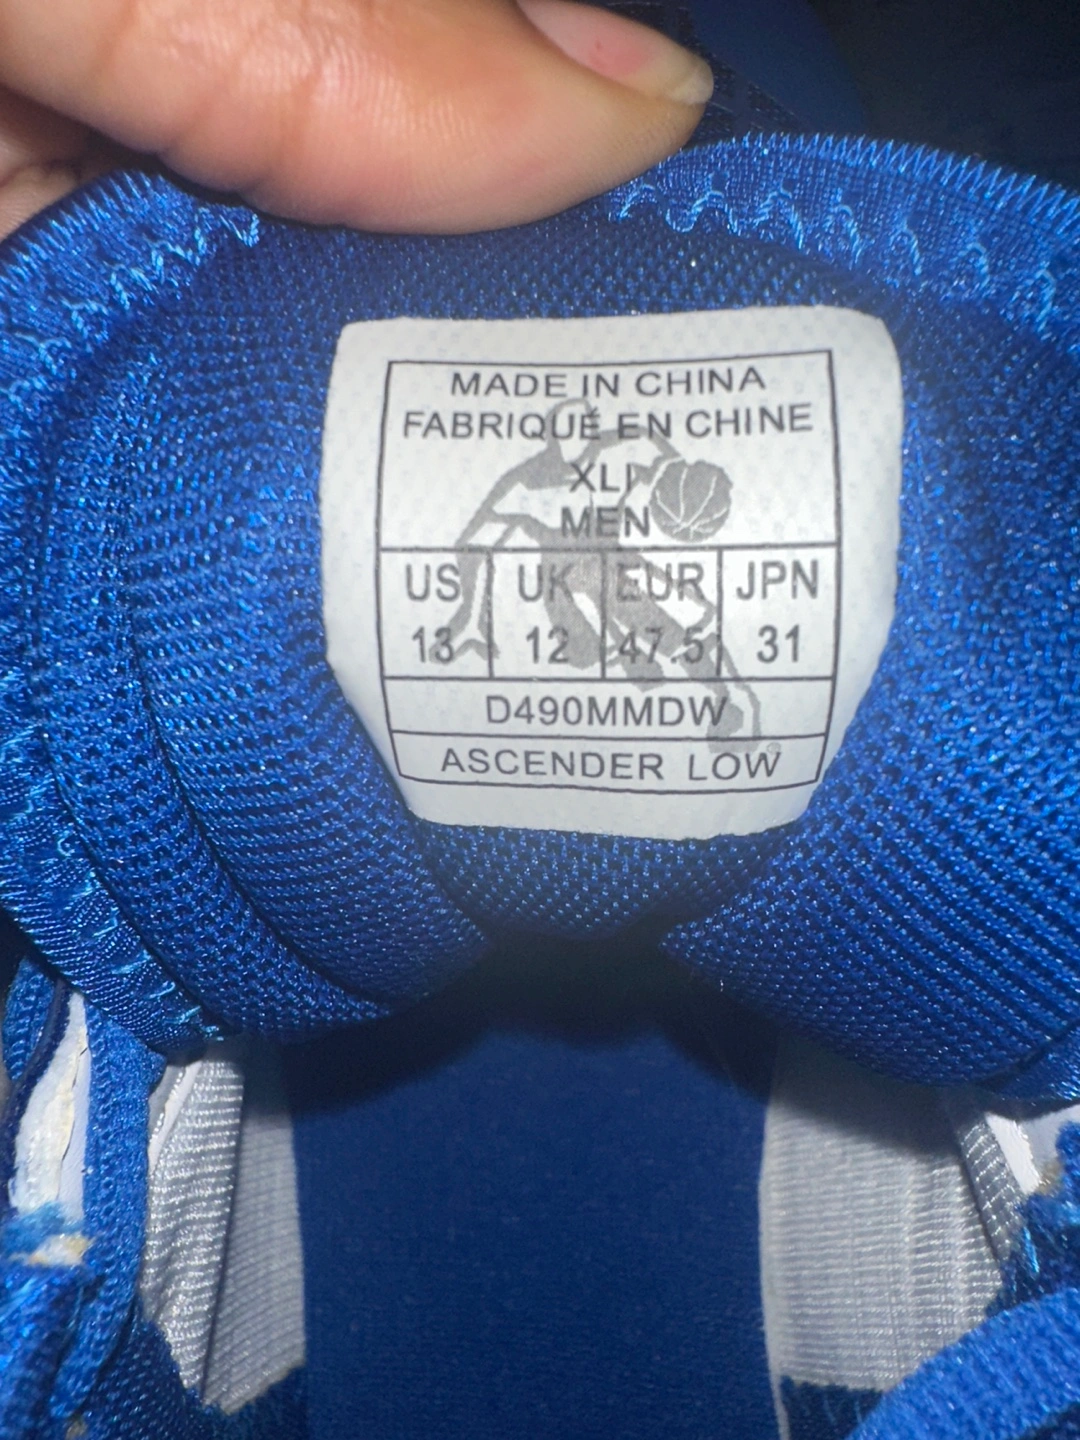 MADE IN CHINA
FABRIQUÉ EN CHINE
XLI
MEN
US UK EUR JPN
13 12 47.5 31
D490MMDW
ASCENDER LOW